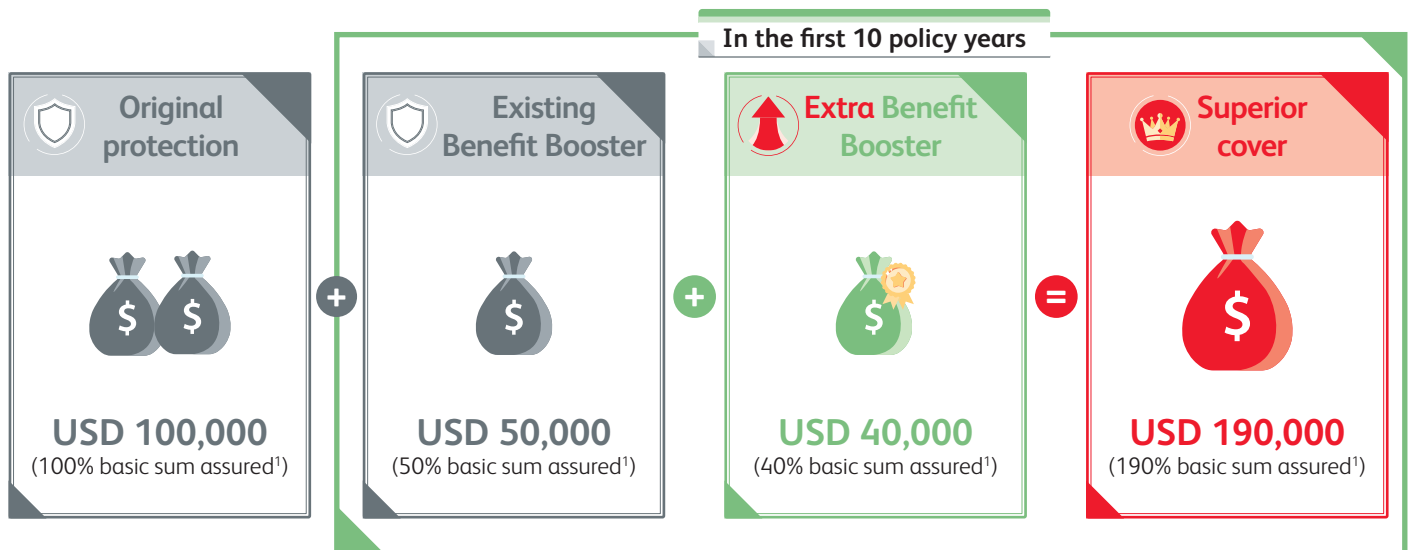 In the first 10 policy years
Original
protection
$ $
USD 100,000
(100% basic sum assured¹)
+
Existing
Benefit Booster
$
USD 50,000
(50% basic sum assured¹)
+
Extra Benefit
Booster
$
USD 40,000
(40% basic sum assured¹)
=
Superior
cover
$
USD 190,000
(190% basic sum assured¹)